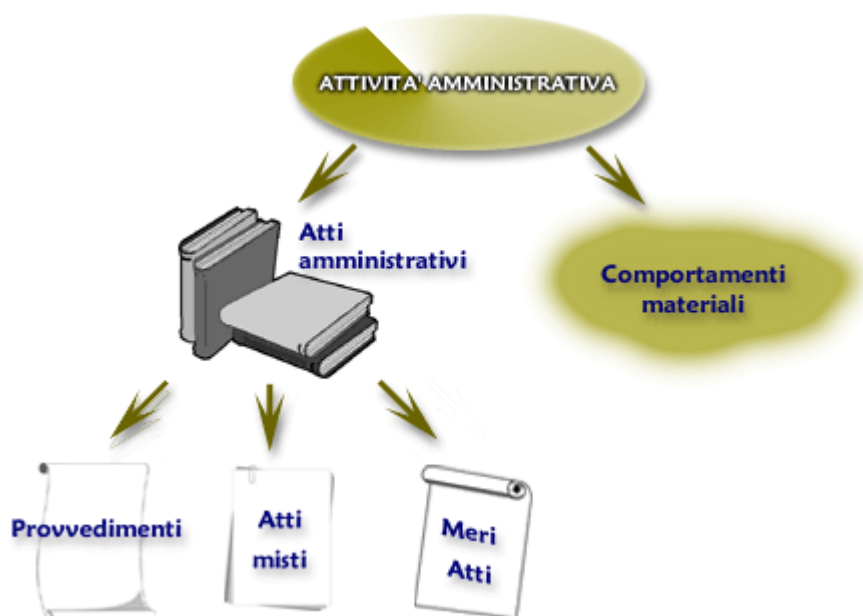 ATTIVITA' AMMINISTRATIVA
Atti
amministrativi
Comportamenti
materiali
Provvedimenti
Atti
misti
Meri
Atti